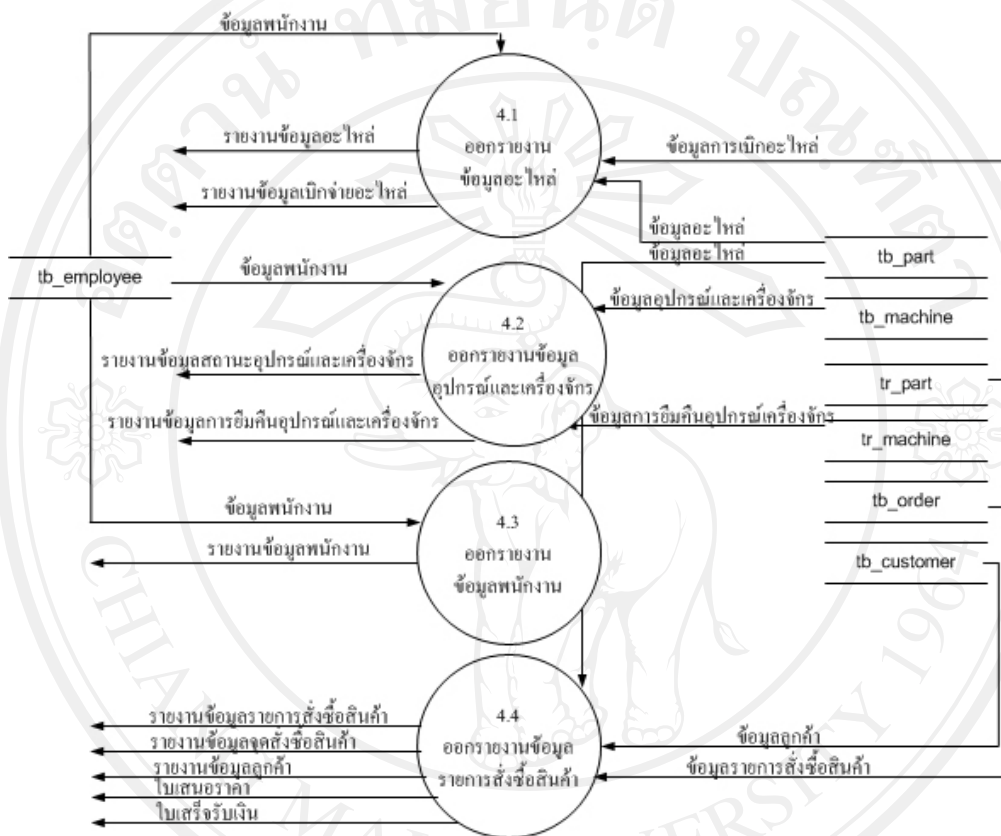 ข้อมูลพนักงาน
4.1
ออกรายงาน
ข้อมูลอะไหล่
รายงานข้อมูลอะไหล่
ข้อมูลการเบิกอะไหล่
รายงานข้อมูลเบิกจ่ายอะไหล่
ข้อมูลอะไหล่
ข้อมูลอะไหล่
tb_part
ข้อมูลพนักงาน
tb_employee
ข้อมูลอุปกรณ์และเครื่องจักร
tb_machine
4.2
ออกรายงานข้อมูล
อุปกรณ์และเครื่องจักร
รายงานข้อมูลสถานะอุปกรณ์และเครื่องจักร
tr_part
รายงานข้อมูลการยืมคืนอุปกรณ์และเครื่องจักร
ข้อมูลการยืมคืนอุปกรณ์เครื่องจักร
tr_machine
ข้อมูลพนักงาน
tb_order
4.3
ออกรายงาน
ข้อมูลพนักงาน
รายงานข้อมูลพนักงาน
tb_customer
4.4
ออกรายงานข้อมูล
รายการสั่งซื้อสินค้า
รายงานข้อมูลรายการสั่งซื้อสินค้า
รายงานข้อมูลจุดสั่งซื้อสินค้า
รายงานข้อมูลลูกค้า
ใบเสนอราคา
ใบเสร็จรับเงิน
ข้อมูลลูกค้า
ข้อมูลรายการสั่งซื้อสินค้า